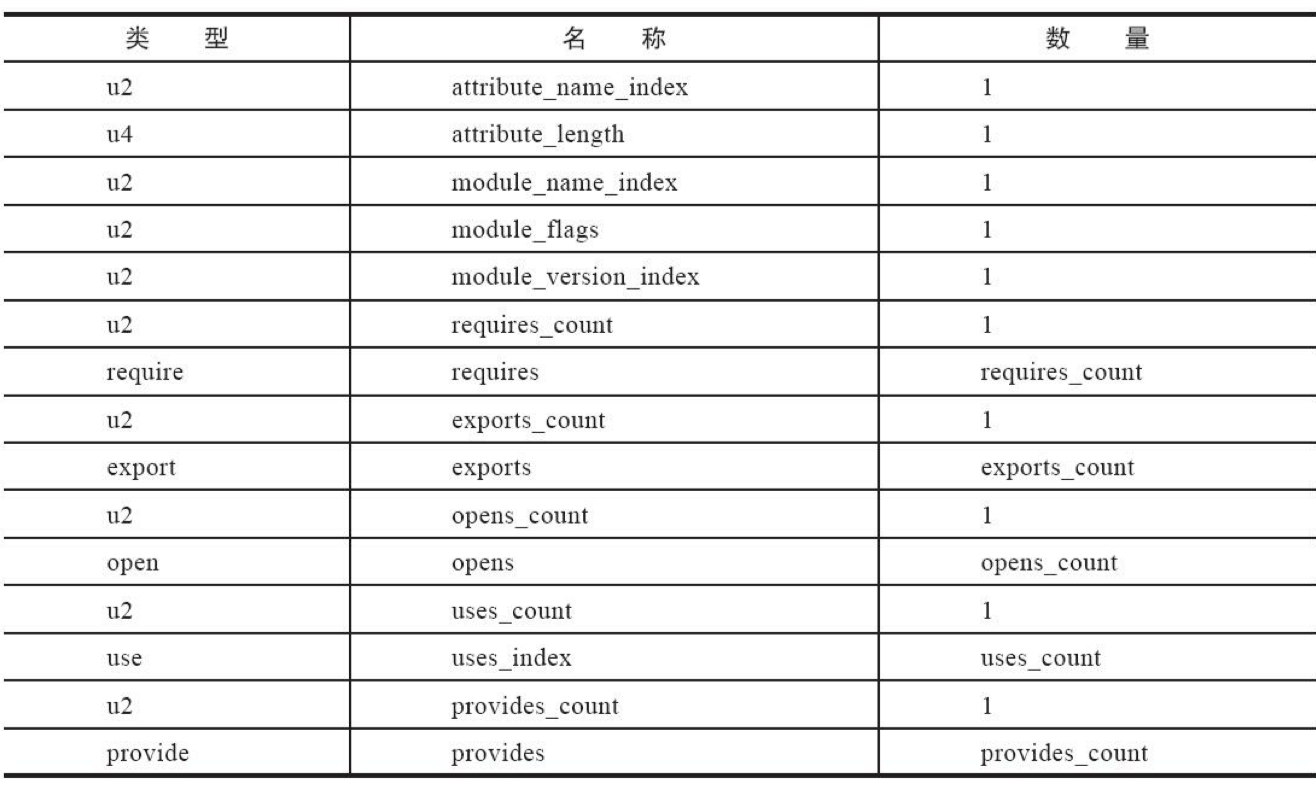 类 型 名 称 数 量
u2 attribute_name_index 1
u4 attribute_length 1
u2 module_name_index 1
u2 module_flags 1
u2 module_version_index 1
u2 requires_count 1
require requires requires_count
u2 exports_count 1
export exports exports_count
u2 opens_count 1
open opens opens_count
u2 uses_count 1
use uses_index uses_count
u2 provides_count 1
provide provides provides_count